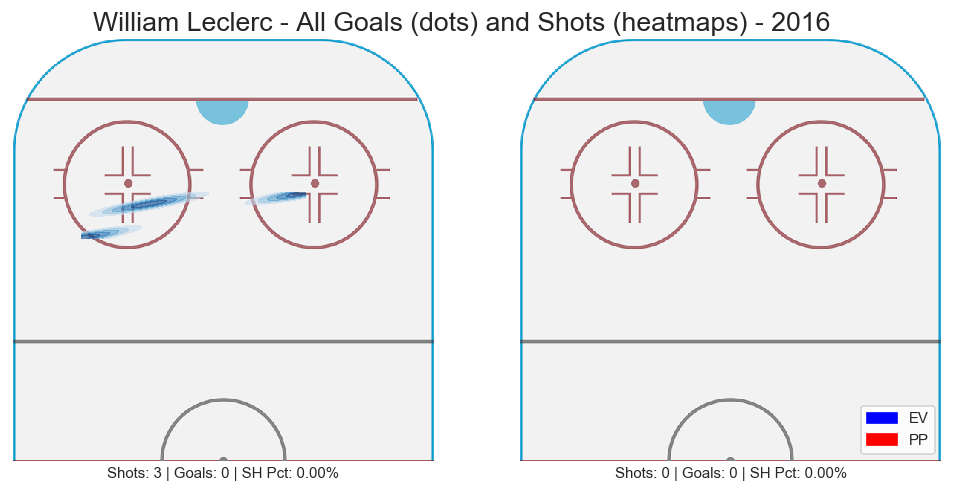 William Leclerc - All Goals (dots) and Shots (heatmaps) - 2016
EV
PP
Shots: 3 | Goals: 0 | SH Pct: 0.00%
Shots: 0 | Goals: 0 | SH Pct: 0.00%